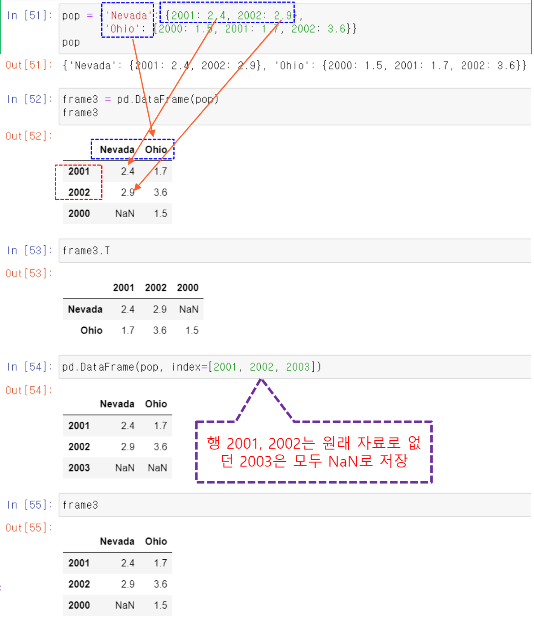 In [51]: pop = {'Nevada': {2001: 2.4, 2002: 2.9},
'Ohio': {2000: 1.5, 2001: 1.7, 2002: 3.6}}
pop
Out[51]: {'Nevada': {2001: 2.4, 2002: 2.9}, 'Ohio': {2000: 1.5, 2001: 1.7, 2002: 3.6}}
In [52]: frame3 = pd.DataFrame(pop)
frame3
Out[52]:
Nevada Ohio
2001 2.4 1.7
2002 2.9 3.6
2000 NaN 1.5
In [53]: frame3.T
Out[53]:
2001 2002 2000
Nevada 2.4 2.9 NaN
Ohio 1.7 3.6 1.5
In [54]: pd.DataFrame(pop, index=[2001, 2002, 2003])
Out[54]:
Nevada Ohio
2001 2.4 1.7
2002 2.9 3.6
2003 NaN NaN
행 2001, 2002는 원래 자료로 없
던 2003은 모두 NaN로 저장
In [55]: frame3
Out[55]:
Nevada Ohio
2001 2.4 1.7
2002 2.9 3.6
2000 NaN 1.5